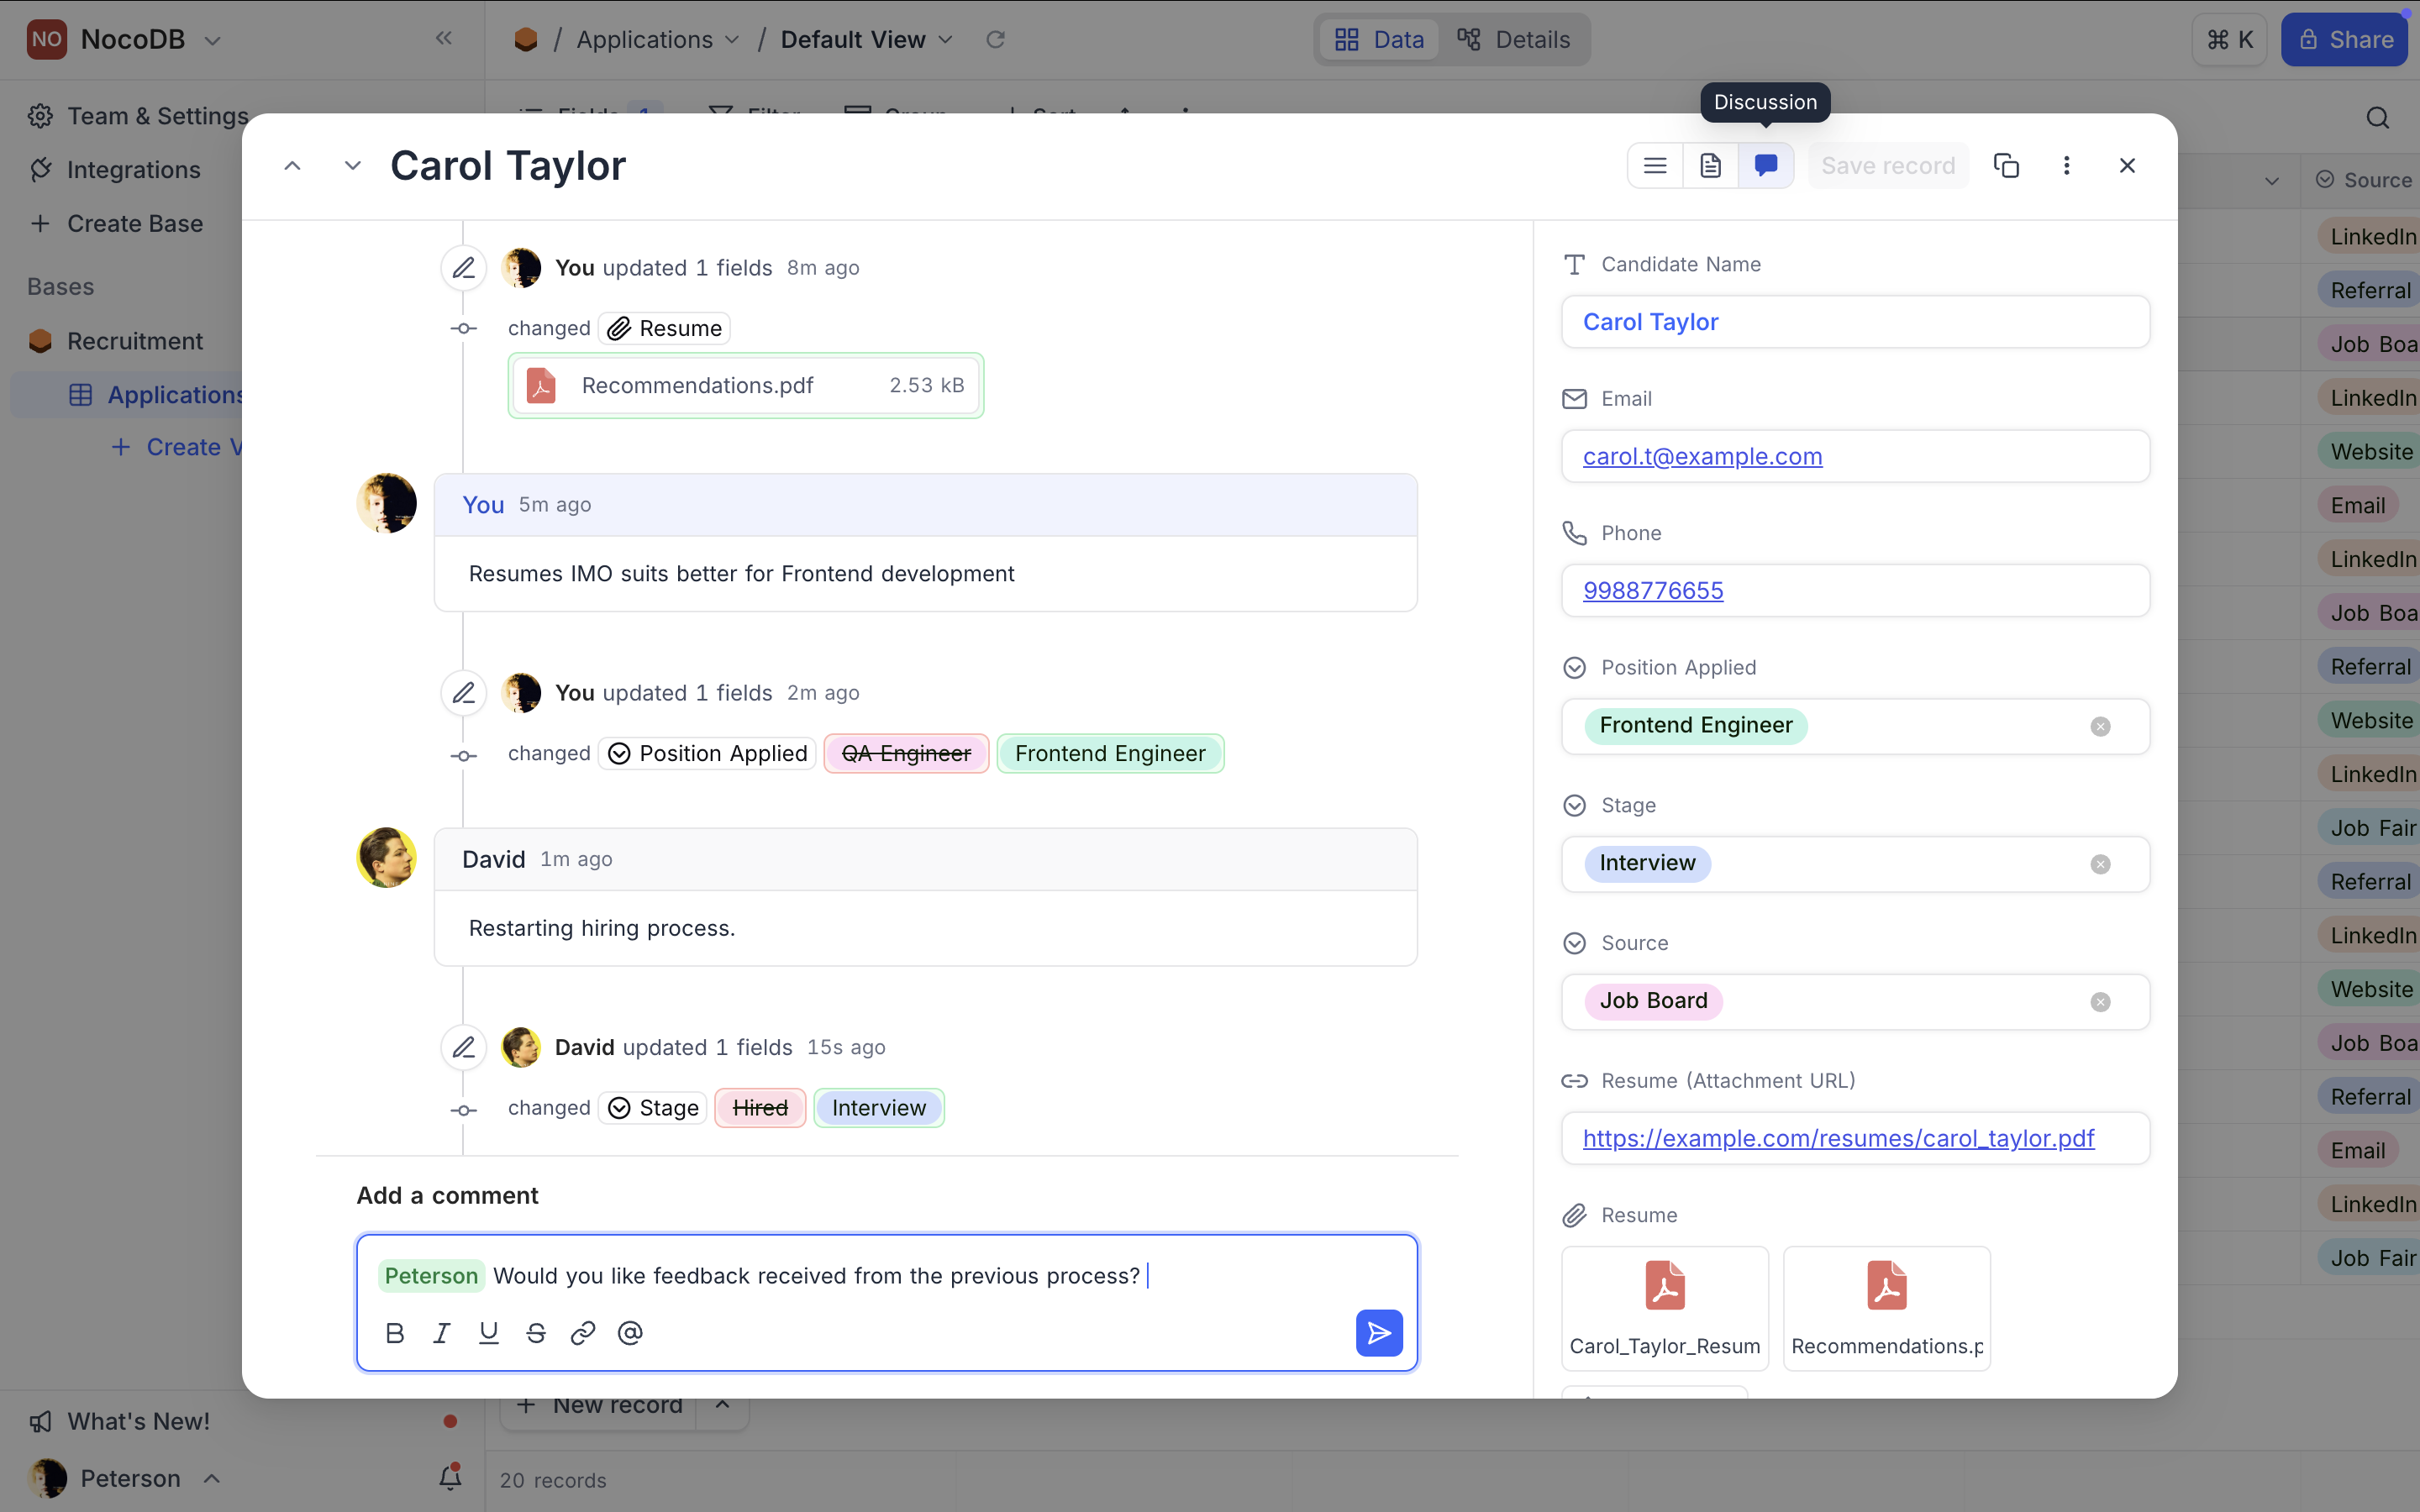 NO NocoDB
/ Applications / Default View
Data Details
⌘ K
Share
Team & Settings
Integrations
Create Base
Bases
Recruitment
Applications
Create V
Discussion
Carol Taylor
Save record
You updated 1 fields 8m ago
changed Resume
Recommendations.pdf 2.53 kB
You 5m ago
Resumes IMO suits better for Frontend development
You updated 1 fields 2m ago
changed Position Applied QA Engineer Frontend Engineer
David 1m ago
Restarting hiring process.
David updated 1 fields 15s ago
changed Stage Hired Interview
Add a comment
Peterson Would you like feedback received from the previous process?
B I U S @
Candidate Name
Carol Taylor
Email
carol.t@example.com
Phone
9988776655
Position Applied
Frontend Engineer
Stage
Interview
Source
Job Board
Resume (Attachment URL)
https://example.com/resumes/carol_taylor.pdf
Resume
Carol_Taylor_Resum
Recommendations.p
Source
LinkedIn
Referral
Job Boa
LinkedIn
Website
Email
LinkedIn
Job Boa
Referral
Website
LinkedIn
Job Fair
Referral
LinkedIn
Website
Job Boa
Referral
Email
LinkedIn
Job Fair
New record
What's New!
Peterson
20 records